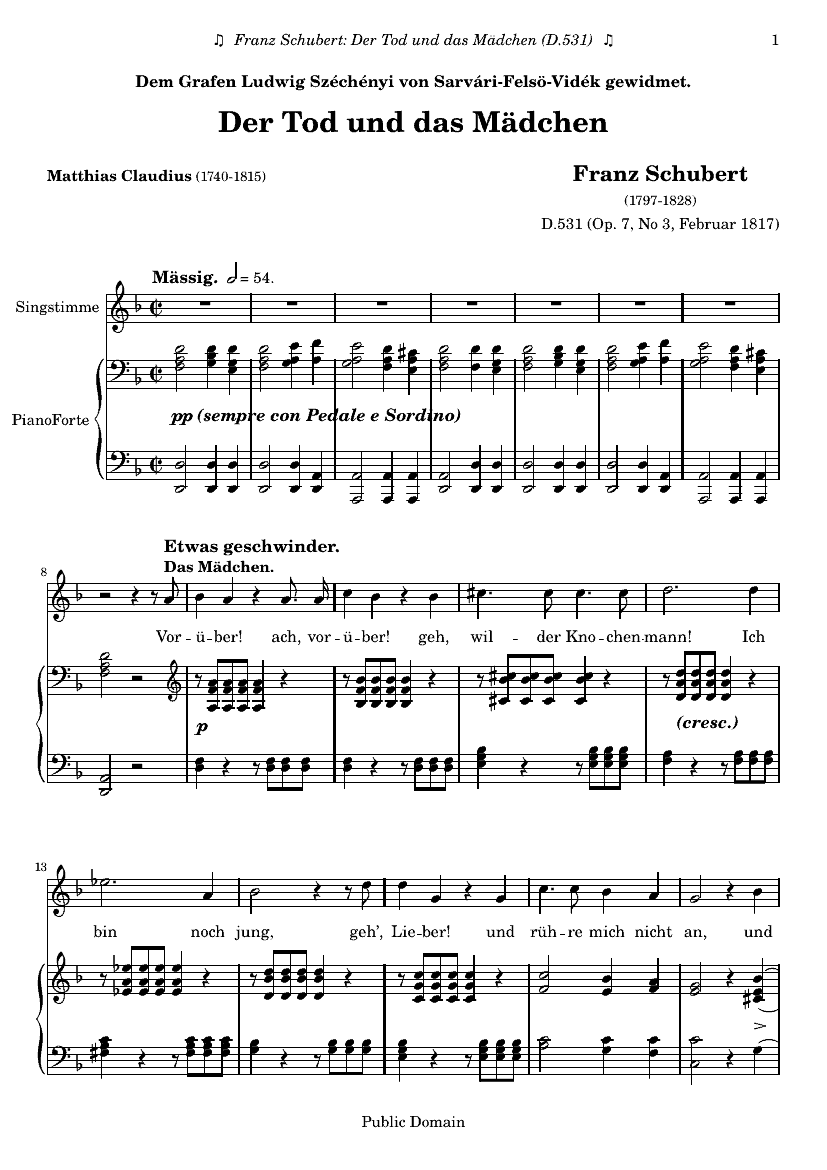 ♫ Franz Schubert: Der Tod und das Mädchen (D.531) ♫ 1
Dem Grafen Ludwig Széchényi von Sarvári-Felsö-Vidék gewidmet.
Der Tod und das Mädchen
Matthias Claudius (1740-1815)
Franz Schubert
(1797-1828)
D.531 (Op. 7, No 3, Februar 1817)
Mässig. = 54.
Singstimme
PianoForte
pp (sempre con Pedale e Sordino)
8
Etwas geschwinder.
Das Mädchen.
Vor - ü - ber! ach, vor - ü - ber! geh, wil - der Kno - chen - mann! Ich
p
(cresc.)
13
bin noch jung, geh', Lie - ber! und rüh - re mich nicht an, und
Public Domain